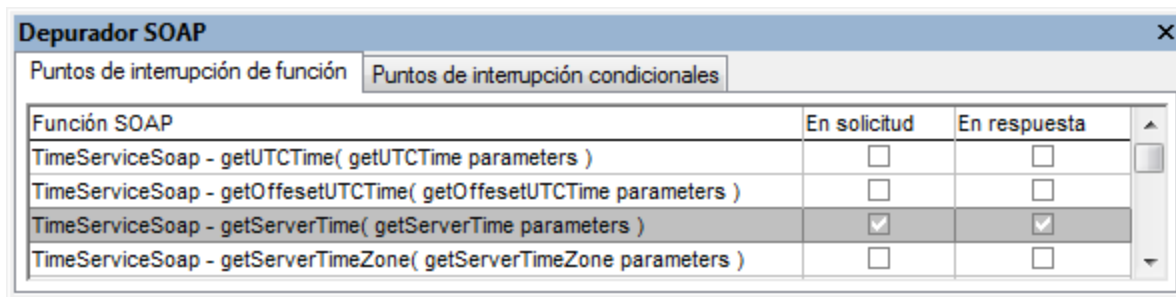 Depurador SOAP
Puntos de interrupción de función Puntos de interrupción condicionales
Función SOAP En solicitud En respuesta
TimeServiceSoap - getUTCTime( getUTCTime parameters )
TimeServiceSoap - getOffesetUTCTime( getOffesetUTCTime parameters )
TimeServiceSoap - getServerTime( getServerTime parameters )
TimeServiceSoap - getServerTimeZone( getServerTimeZone parameters )